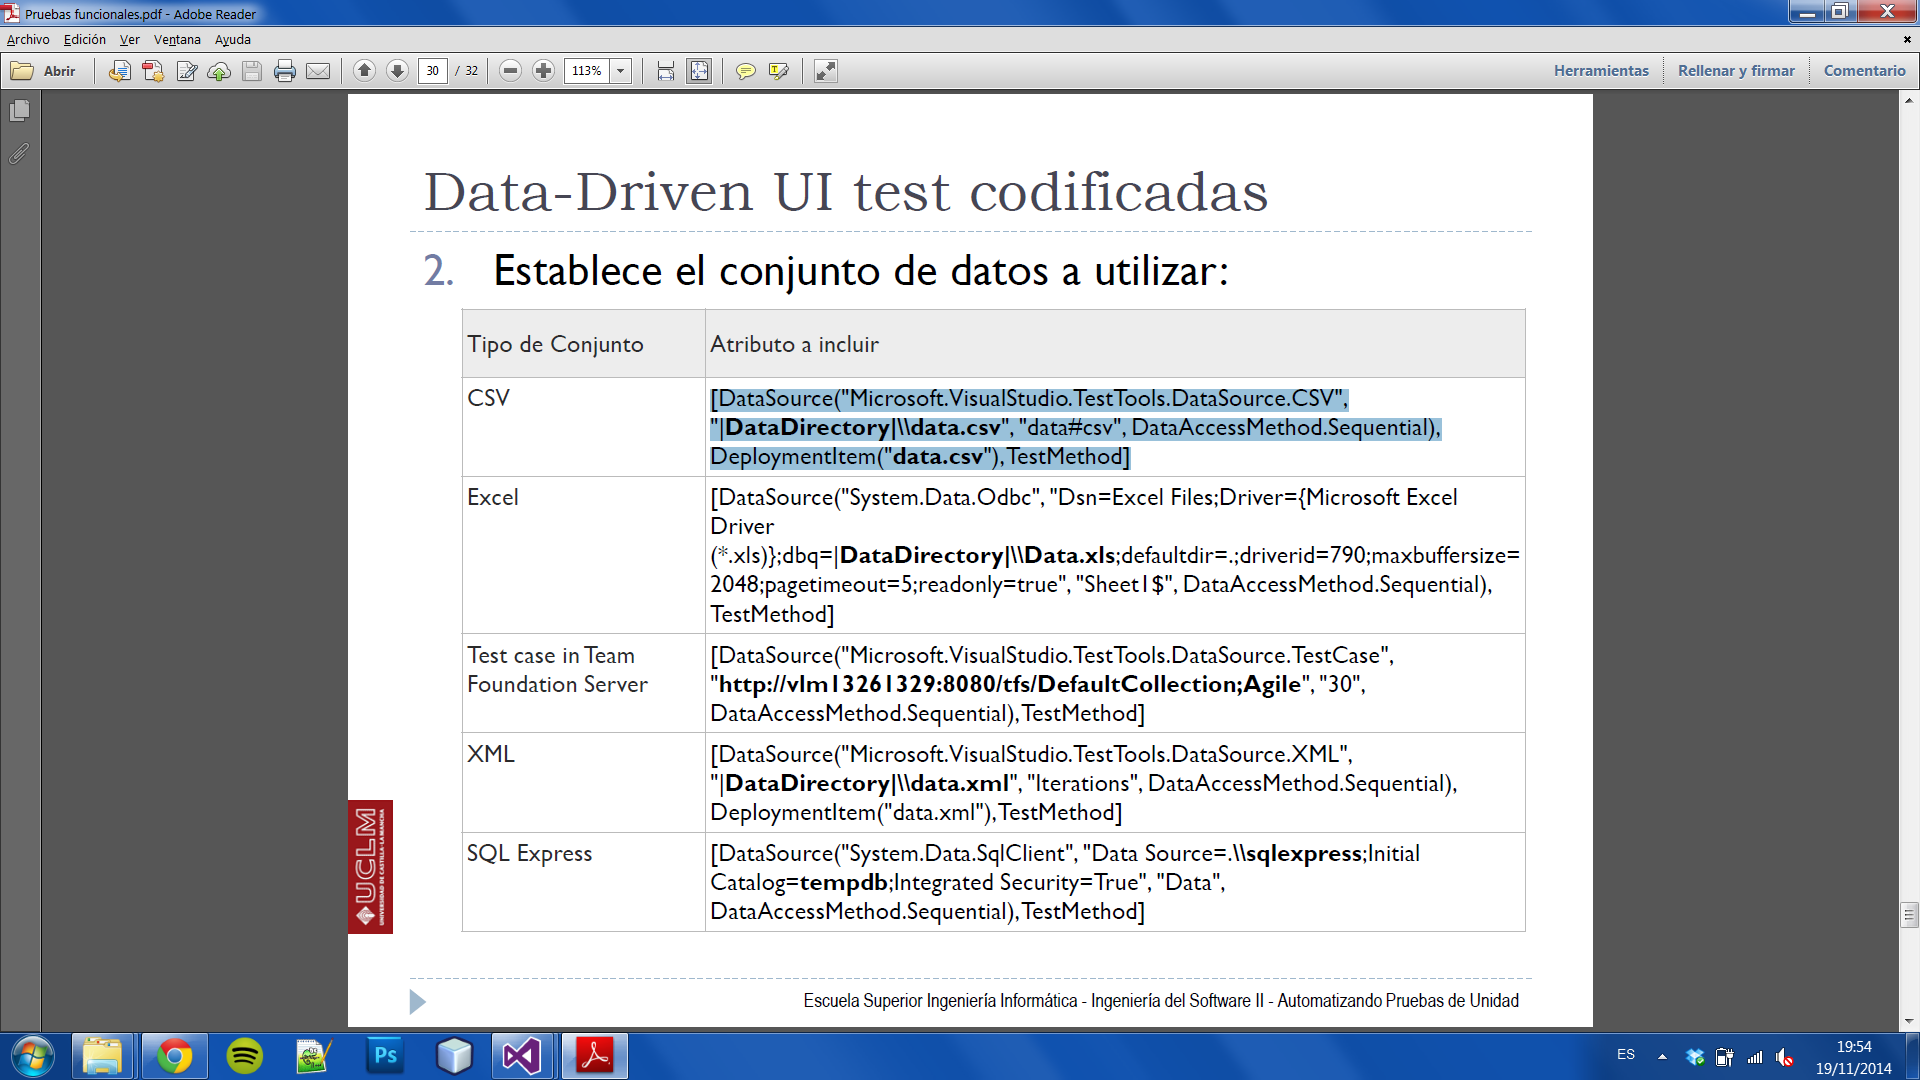 Pruebas funcionales.pdf - Adobe Reader
Archivo Edición Ver Ventana Ayuda
Abrir 30 / 32 113% Herramientas Rellenar y firmar Comentario
Data-Driven UI test codificadas
2. Establece el conjunto de datos a utilizar:
Tipo de Conjunto Atributo a incluir
CSV [DataSource("Microsoft.VisualStudio.TestTools.DataSource.CSV",
"|DataDirectory|\\data.csv", "data#csv", DataAccessMethod.Sequential),
DeploymentItem("data.csv"), TestMethod]
Excel [DataSource("System.Data.Odbc", "Dsn=Excel Files;Driver={Microsoft Excel
Driver
(*.xls)};dbq=|DataDirectory|\\Data.xls;defaultdir=.;driverid=790;maxbuffersize=
2048;pagetimeout=5;readonly=true", "Sheet1$", DataAccessMethod.Sequential),
TestMethod]
Test case in Team
Foundation Server
[DataSource("Microsoft.VisualStudio.TestTools.DataSource.TestCase",
"http://vlm13261329:8080/tfs/DefaultCollection;Agile", "30",
DataAccessMethod.Sequential), TestMethod]
XML [DataSource("Microsoft.VisualStudio.TestTools.DataSource.XML",
"|DataDirectory|\\data.xml", "Iterations", DataAccessMethod.Sequential),
DeploymentItem("data.xml"), TestMethod]
SQL Express [DataSource("System.Data.SqlClient", "Data Source=.\\sqlexpress;Initial
Catalog=tempdb;Integrated Security=True", "Data",
DataAccessMethod.Sequential), TestMethod]
UCLM
UNIVERSIDAD DE CASTILLA-LA MANCHA
Escuela Superior Ingeniería Informática - Ingeniería del Software II - Automatizando Pruebas de Unidad
Ps
ES
19:54
19/11/2014